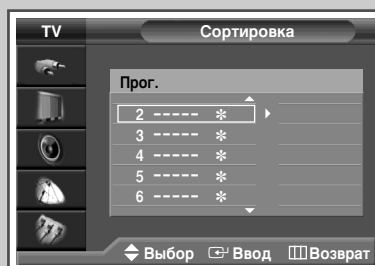 TV Сортировка
Прог.
2 ----- ✻
3 ----- ✻
4 ----- ✻
5 ----- ✻
6 ----- ✻
Выбор Ввод Возврат